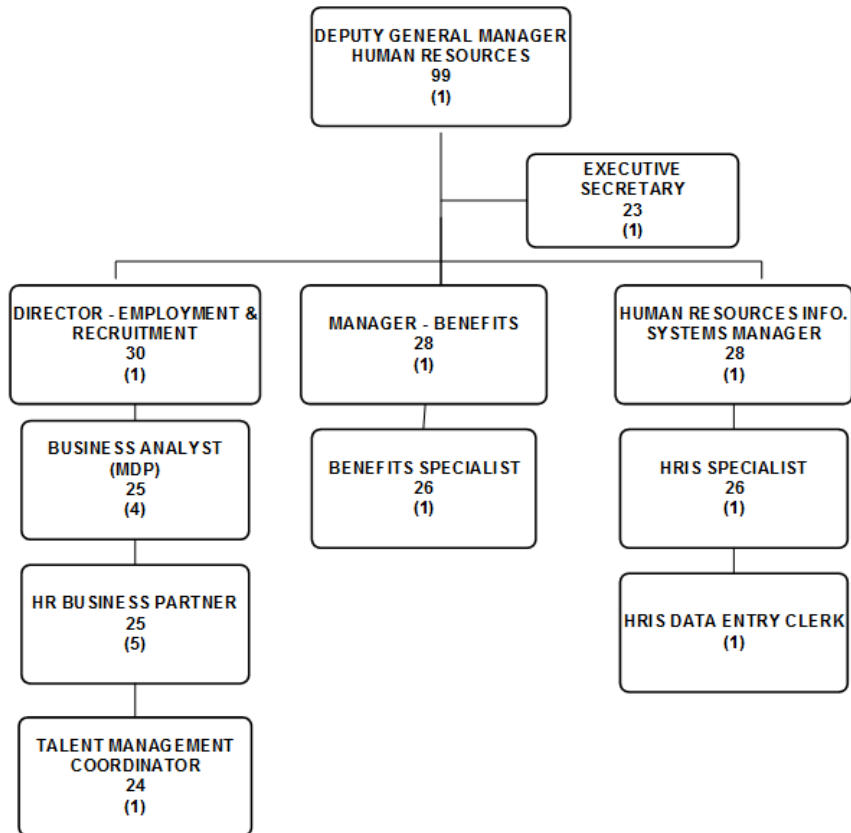 DEPUTY GENERAL MANAGER
HUMAN RESOURCES
99
(1)
EXECUTIVE
SECRETARY
23
(1)
DIRECTOR - EMPLOYMENT &
RECRUITMENT
30
(1)
MANAGER - BENEFITS
28
(1)
HUMAN RESOURCES INFO.
SYSTEMS MANAGER
28
(1)
BUSINESS ANALYST
(MDP)
25
(4)
BENEFITS SPECIALIST
26
(1)
HRIS SPECIALIST
26
(1)
HR BUSINESS PARTNER
25
(5)
HRIS DATA ENTRY CLERK
(1)
TALENT MANAGEMENT
COORDINATOR
24
(1)